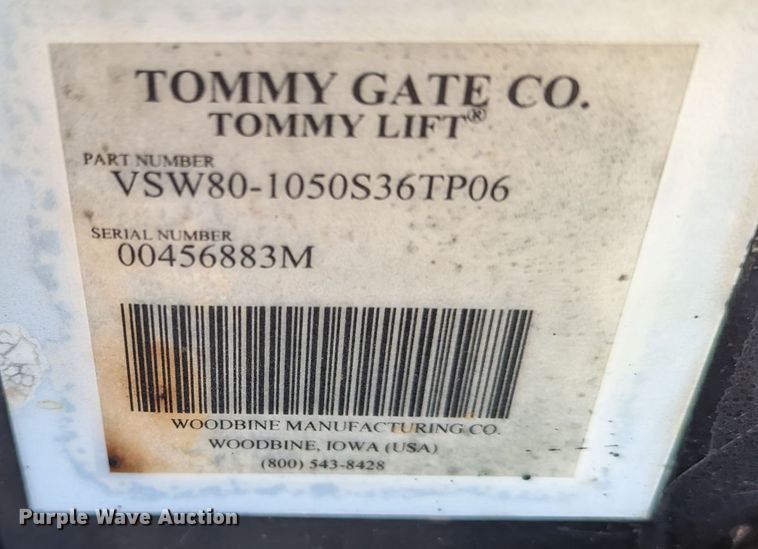 TOMMY GATE CO.
TOMMY LIFT®
PART NUMBER
VSW80-1050S36TP06
SERIAL NUMBER
00456883M
WOODBINE MANUFACTURING CO.
WOODBINE, IOWA (USA)
(800) 543-8428
Purple Wave Auction